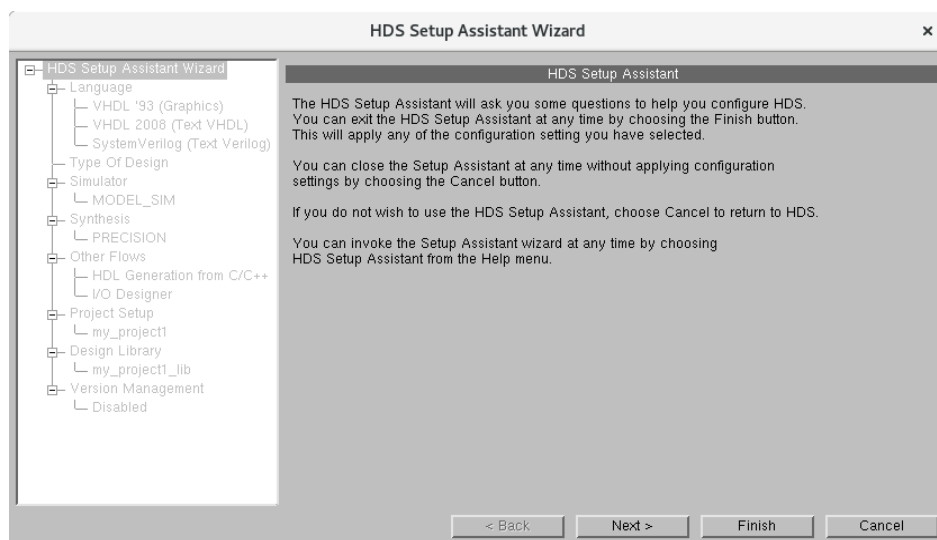 HDS Setup Assistant Wizard
×
HDS Setup Assistant Wizard
Language
VHDL '93 (Graphics)
VHDL 2008 (Text VHDL)
SystemVerilog (Text Verilog)
Type Of Design
Simulator
MODEL_SIM
Synthesis
PRECISION
Other Flows
HDL Generation from C/C++
I/O Designer
Project Setup
my_project1
Design Library
my_project1_lib
Version Management
Disabled
HDS Setup Assistant
The HDS Setup Assistant will ask you some questions to help you configure HDS.
You can exit the HDS Setup Assistant at any time by choosing the Finish button.
This will apply any of the configuration setting you have selected.
You can close the Setup Assistant at any time without applying configuration
settings by choosing the Cancel button.
If you do not wish to use the HDS Setup Assistant, choose Cancel to return to HDS.
You can invoke the Setup Assistant wizard at any time by choosing
HDS Setup Assistant from the Help menu.
< Back
Next >
Finish
Cancel